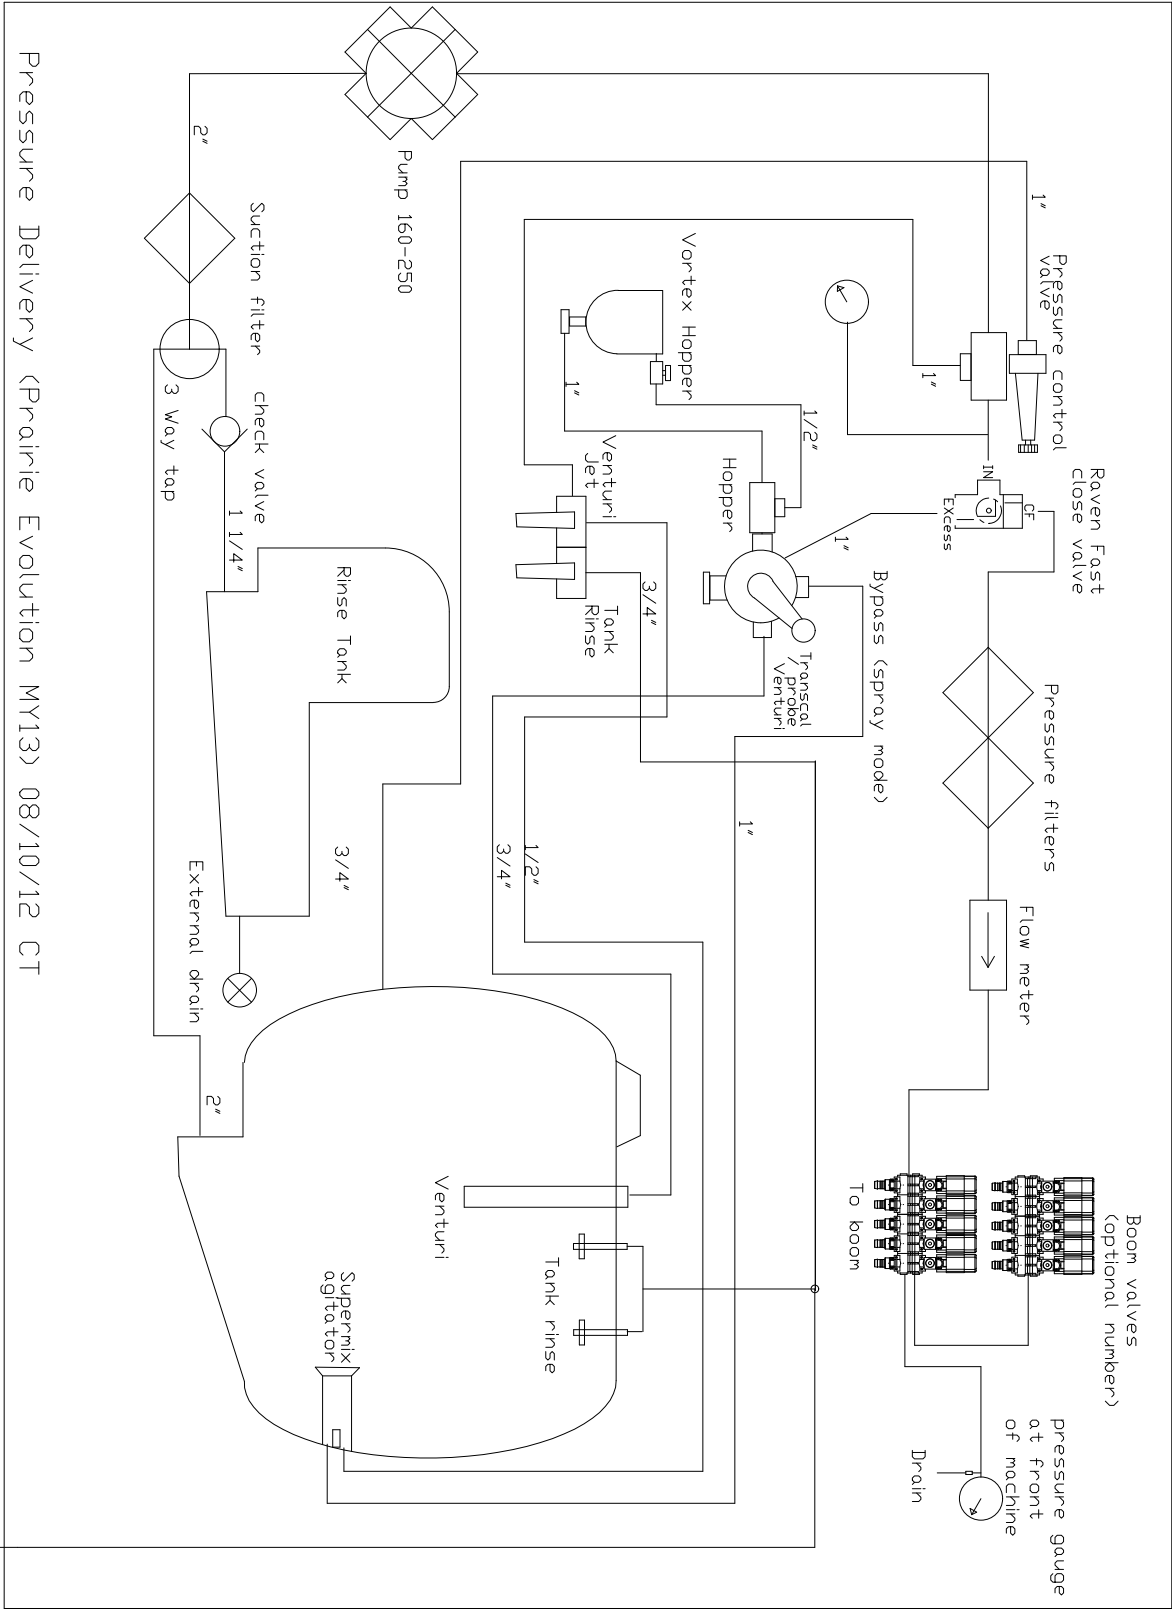 Boom valves
(optional number)
pressure gauge
at front
of machine
Drain
To boom
Flow meter
Pressure filters
Raven Fast
close valve
CF
IN
EXcess
Pressure control
valve
1"
1"
1"
Bypass (spray mode)
1"
Transcal
/ probe
Venturi
Hopper
1/2"
Vortex Hopper
1"
Venturi
Jet
Tank
Rinse
3/4"
1/2"
3/4"
Tank rinse
Venturi
Supermix
agitator
Pump 160-250
3/4"
Rinse Tank
Suction filter
check valve
1 1/4"
2"
3 Way tap
External drain
2"
Pressure Delivery (Prairie Evolution MY13) 08/10/12 CT